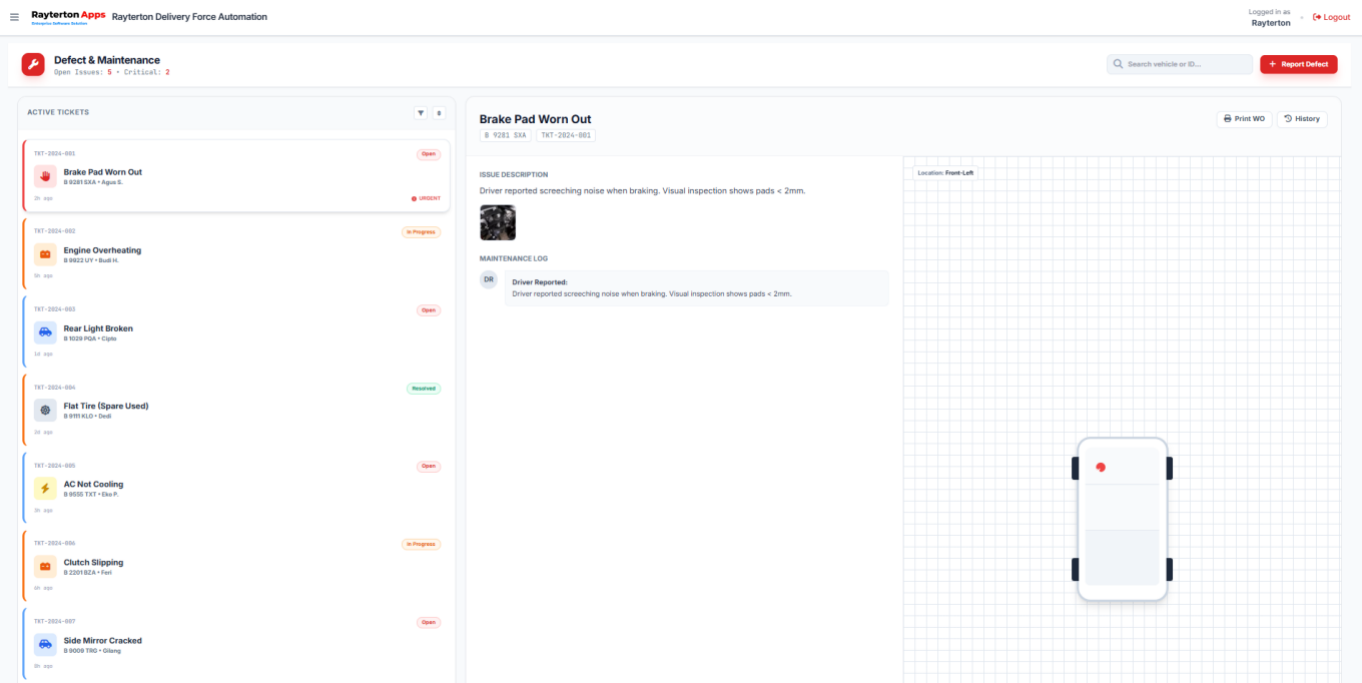 Rayterton Apps
Enterprise Software Solution
Rayterton Delivery Force Automation
Logged in as
Rayterton
Logout
Defect & Maintenance
Open Issues: 5 • Critical: 2
Search vehicle or ID...
+ Report Defect
ACTIVE TICKETS
TKT-2024-001
Open
Brake Pad Worn Out
B 9281 SXA • Agus S.
2h ago
URGENT
TKT-2024-002
In Progress
Engine Overheating
B 9922 UY • Budi H.
5h ago
TKT-2024-003
Open
Rear Light Broken
B 1029 PQA • Cipto
1d ago
TKT-2024-004
Resolved
Flat Tire (Spare Used)
B 9111 KLO • Dedi
2d ago
TKT-2024-005
Open
AC Not Cooling
B 9555 TXT • Eko P.
3h ago
TKT-2024-006
In Progress
Clutch Slipping
B 2201 BZA • Feri
6h ago
TKT-2024-007
Open
Side Mirror Cracked
B 9009 TRG • Gilang
ago
Brake Pad Worn Out
B 9281 SXA
TKT-2024-001
Print WO
History
ISSUE DESCRIPTION
Driver reported screeching noise when braking. Visual inspection shows pads < 2mm.
MAINTENANCE LOG
DR
Driver Reported:
Driver reported screeching noise when braking. Visual inspection shows pads < 2mm.
Location: Front-Left